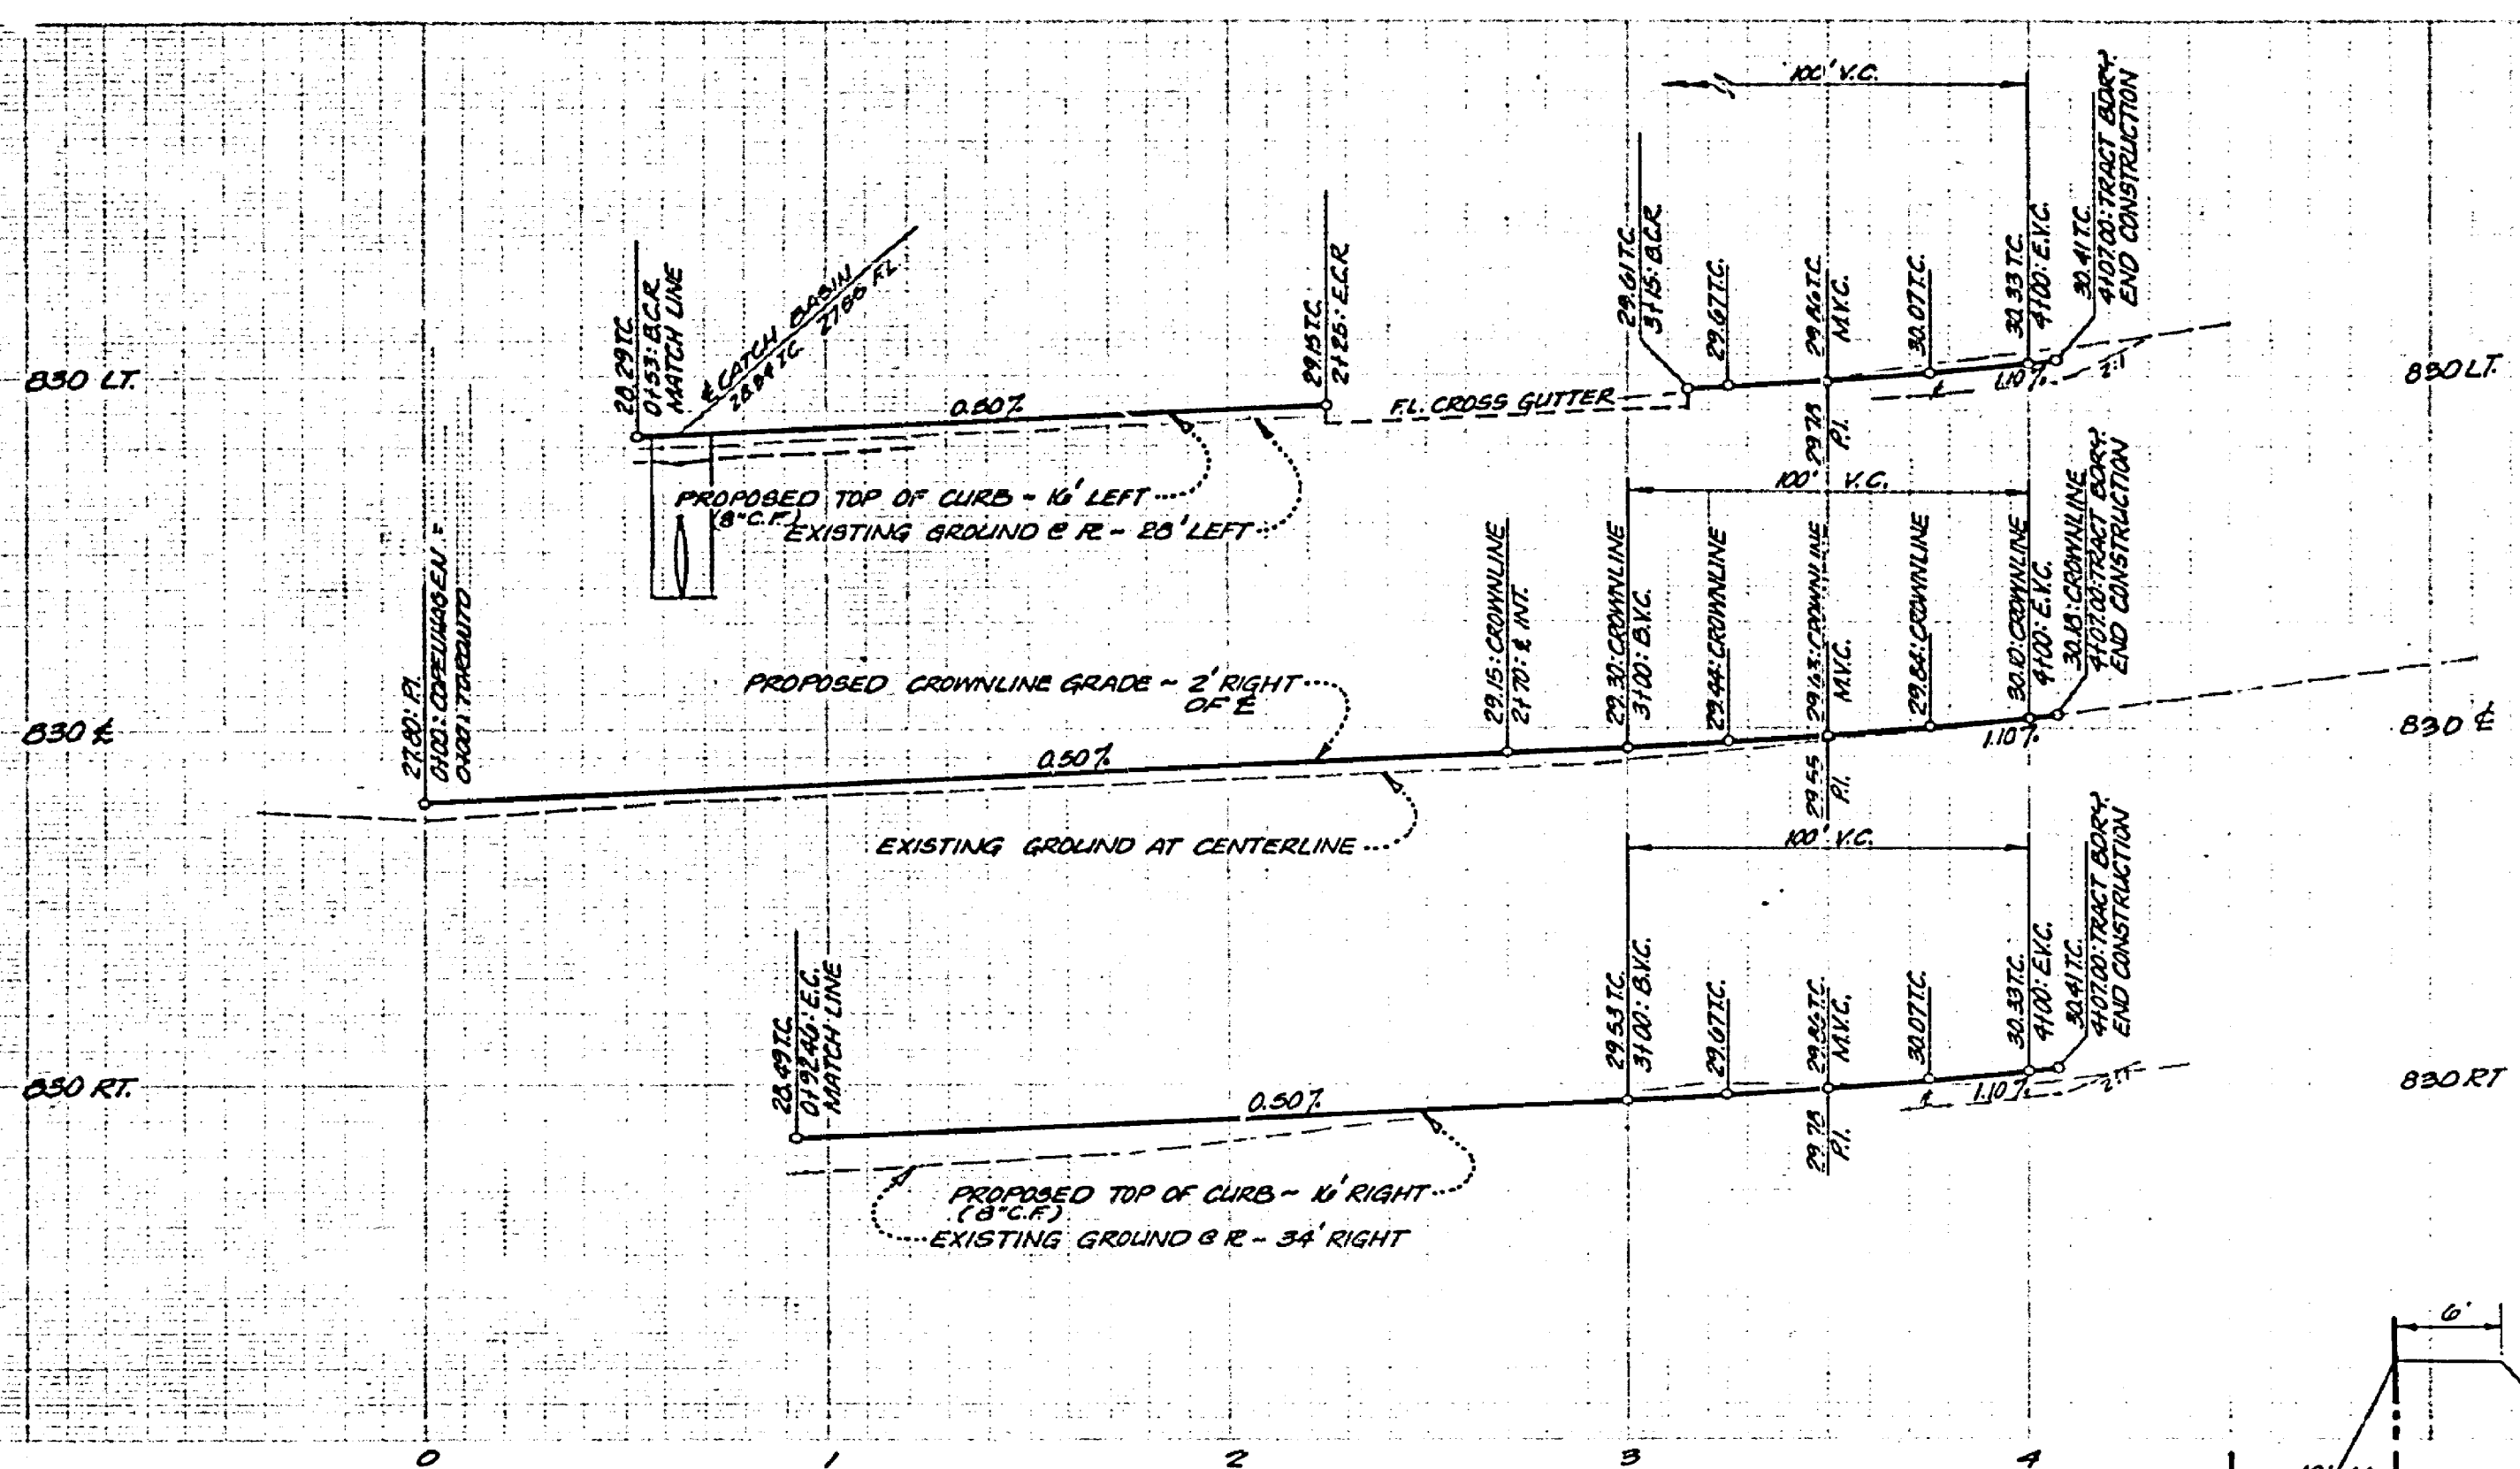 100' V.C.
28.29 T.C.
0+53: B.C.R.
MATCH LINE
℄ CATCH BASIN
28.34 T.C.
F.L.
29.15 T.C.
2+25: E.C.R.
29.61 T.C.
3+15: B.C.R.
29.67 T.C.
29.86 T.C.
M.V.C.
29.78
P.I.
30.07 T.C.
30.33 T.C.
4+00: E.V.C.
30.41 T.C.
4+07.00: TRACT BDRY.
END CONSTRUCTION
830 LT.
0.50%
F.L. CROSS GUTTER
1.10%
2:1
830 LT.
PROPOSED TOP OF CURB ~ 16' LEFT
(8" C.F.)
EXISTING GROUND @ ℞ ~ 28' LEFT
100' V.C.
27.80: P.I.
0+00: COPENHAGEN =
0+00: TORONTO
29.15: CROWNLINE
2+70: ℄ INT.
29.30: CROWNLINE
3+00: B.V.C.
29.44: CROWNLINE
29.63: CROWNLINE
M.V.C.
29.55
P.I.
29.84: CROWNLINE
30.10: CROWNLINE
4+00: E.V.C.
30.18: CROWNLINE
4+07.00: TRACT BDRY.
END CONSTRUCTION
PROPOSED CROWNLINE GRADE ~ 2' RIGHT
OF ℄
830 ℄
0.50%
1.10%
830 ℄
EXISTING GROUND AT CENTERLINE
100' V.C.
28.49 T.C.
0+92.46: E.C.
MATCH LINE
29.53 T.C.
3+00: B.V.C.
29.67 T.C.
29.86 T.C.
M.V.C.
29.78
P.I.
30.07 T.C.
30.33 T.C.
4+00: E.V.C.
30.41 T.C.
4+07.00: TRACT BDRY.
END CONSTRUCTION
830 RT.
0.50%
1.10%
2:1
830 RT
PROPOSED TOP OF CURB ~ 16' RIGHT
(8" C.F.)
EXISTING GROUND @ ℞ ~ 34' RIGHT
6'
0 1 2 3 4